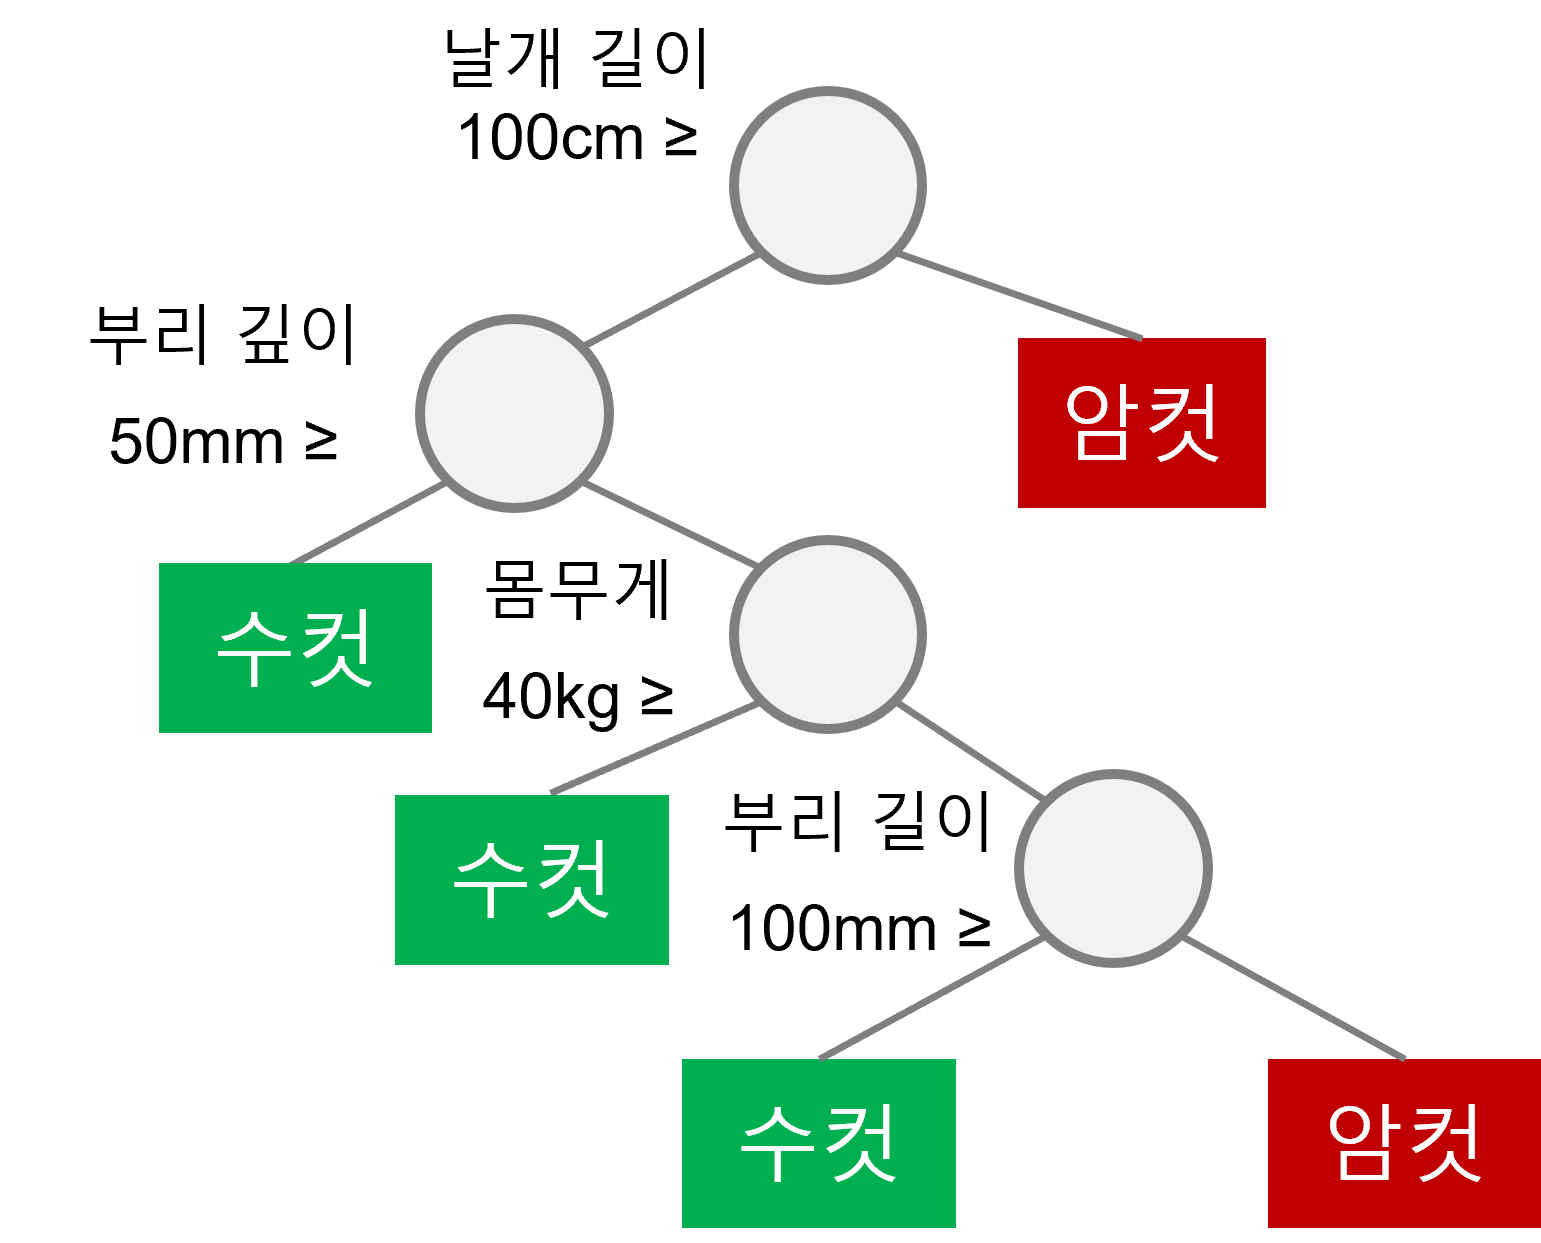 날개 길이
100cm ≥
부리 깊이
50mm ≥
암컷
수컷
몸무게
40kg ≥
수컷
부리 길이
100mm ≥
수컷
암컷